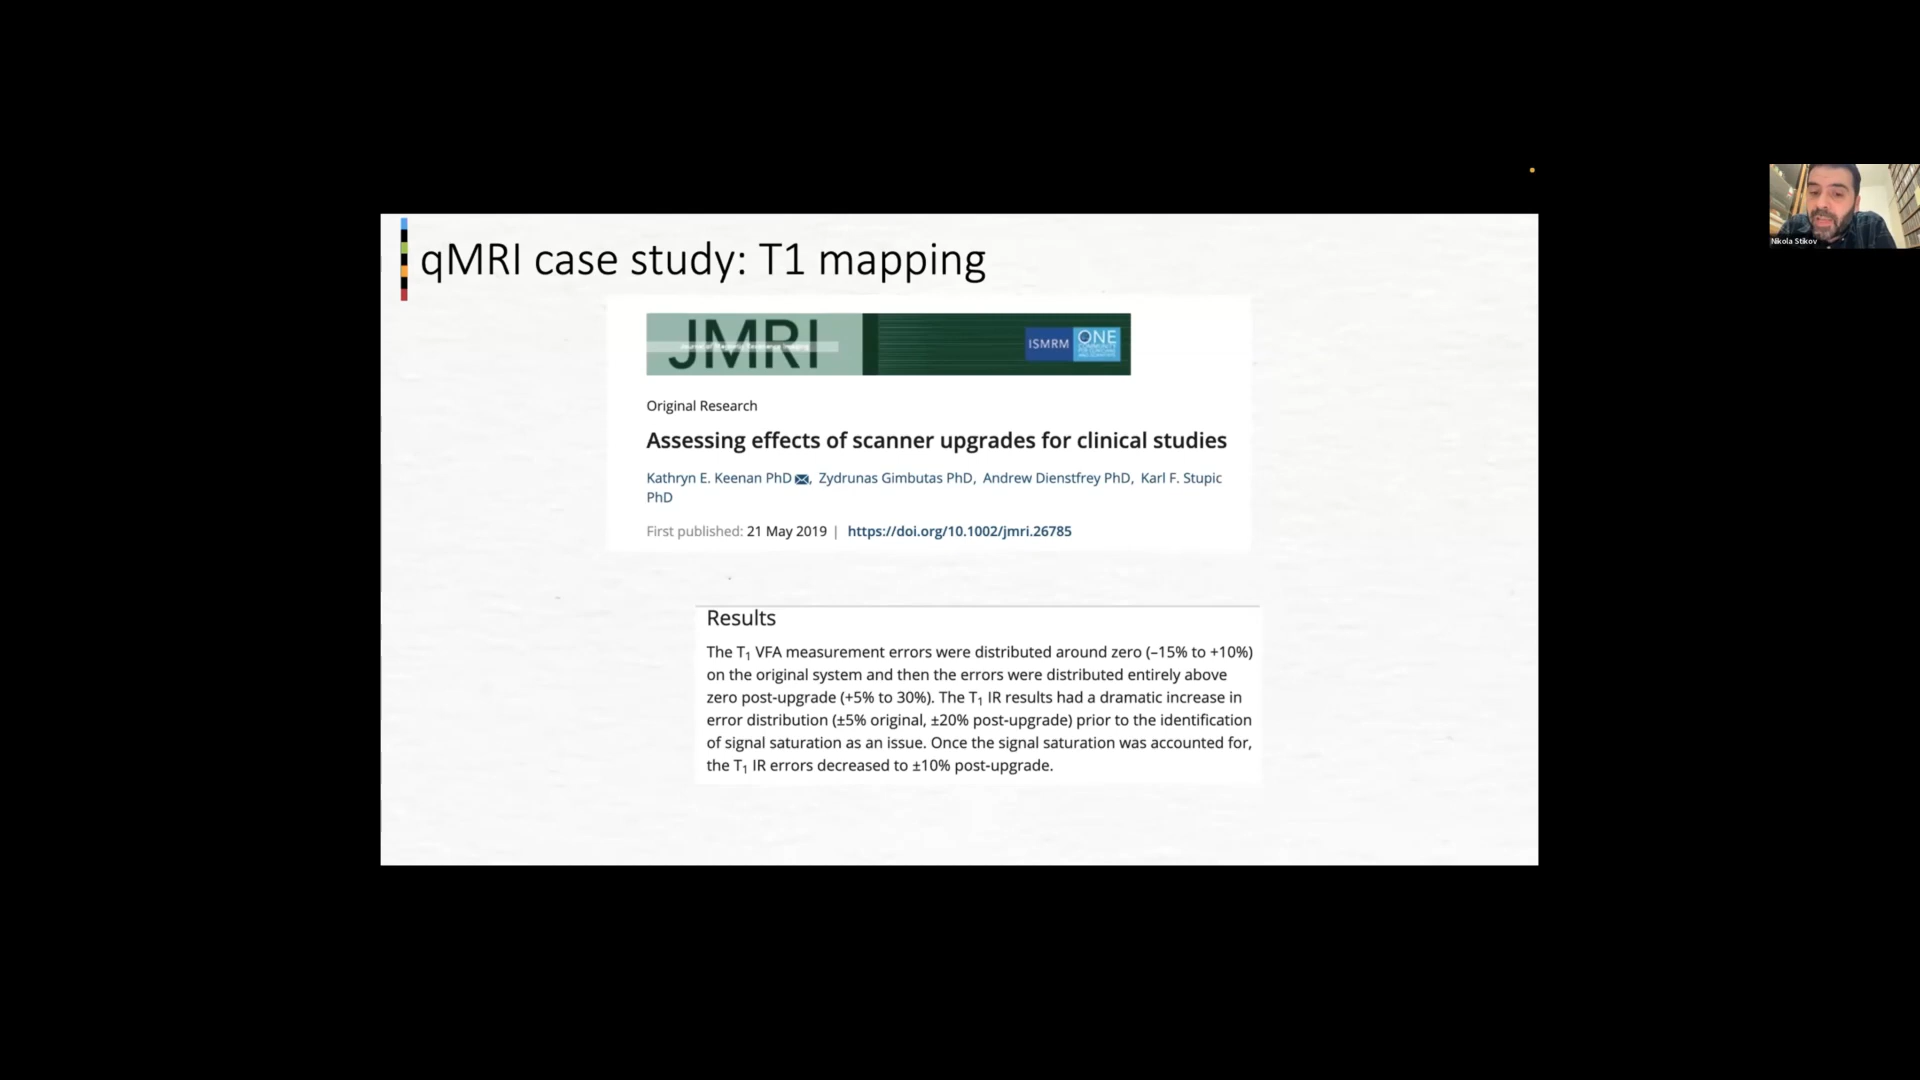 qMRI case study: T1 mapping
JMRI
Journal of Magnetic Resonance Imaging
ISMRM
ONE
COMMUNITY
Original Research
Assessing effects of scanner upgrades for clinical studies
Kathryn E. Keenan PhD, Zydrunas Gimbutas PhD, Andrew Dienstfrey PhD, Karl F. Stupic
PhD
First published: 21 May 2019 | https://doi.org/10.1002/jmri.26785
Results
The T₁ VFA measurement errors were distributed around zero (–15% to +10%)
on the original system and then the errors were distributed entirely above
zero post-upgrade (+5% to 30%). The T₁ IR results had a dramatic increase in
error distribution (±5% original, ±20% post-upgrade) prior to the identification
of signal saturation as an issue. Once the signal saturation was accounted for,
the T₁ IR errors decreased to ±10% post-upgrade.
Nikola Stikov